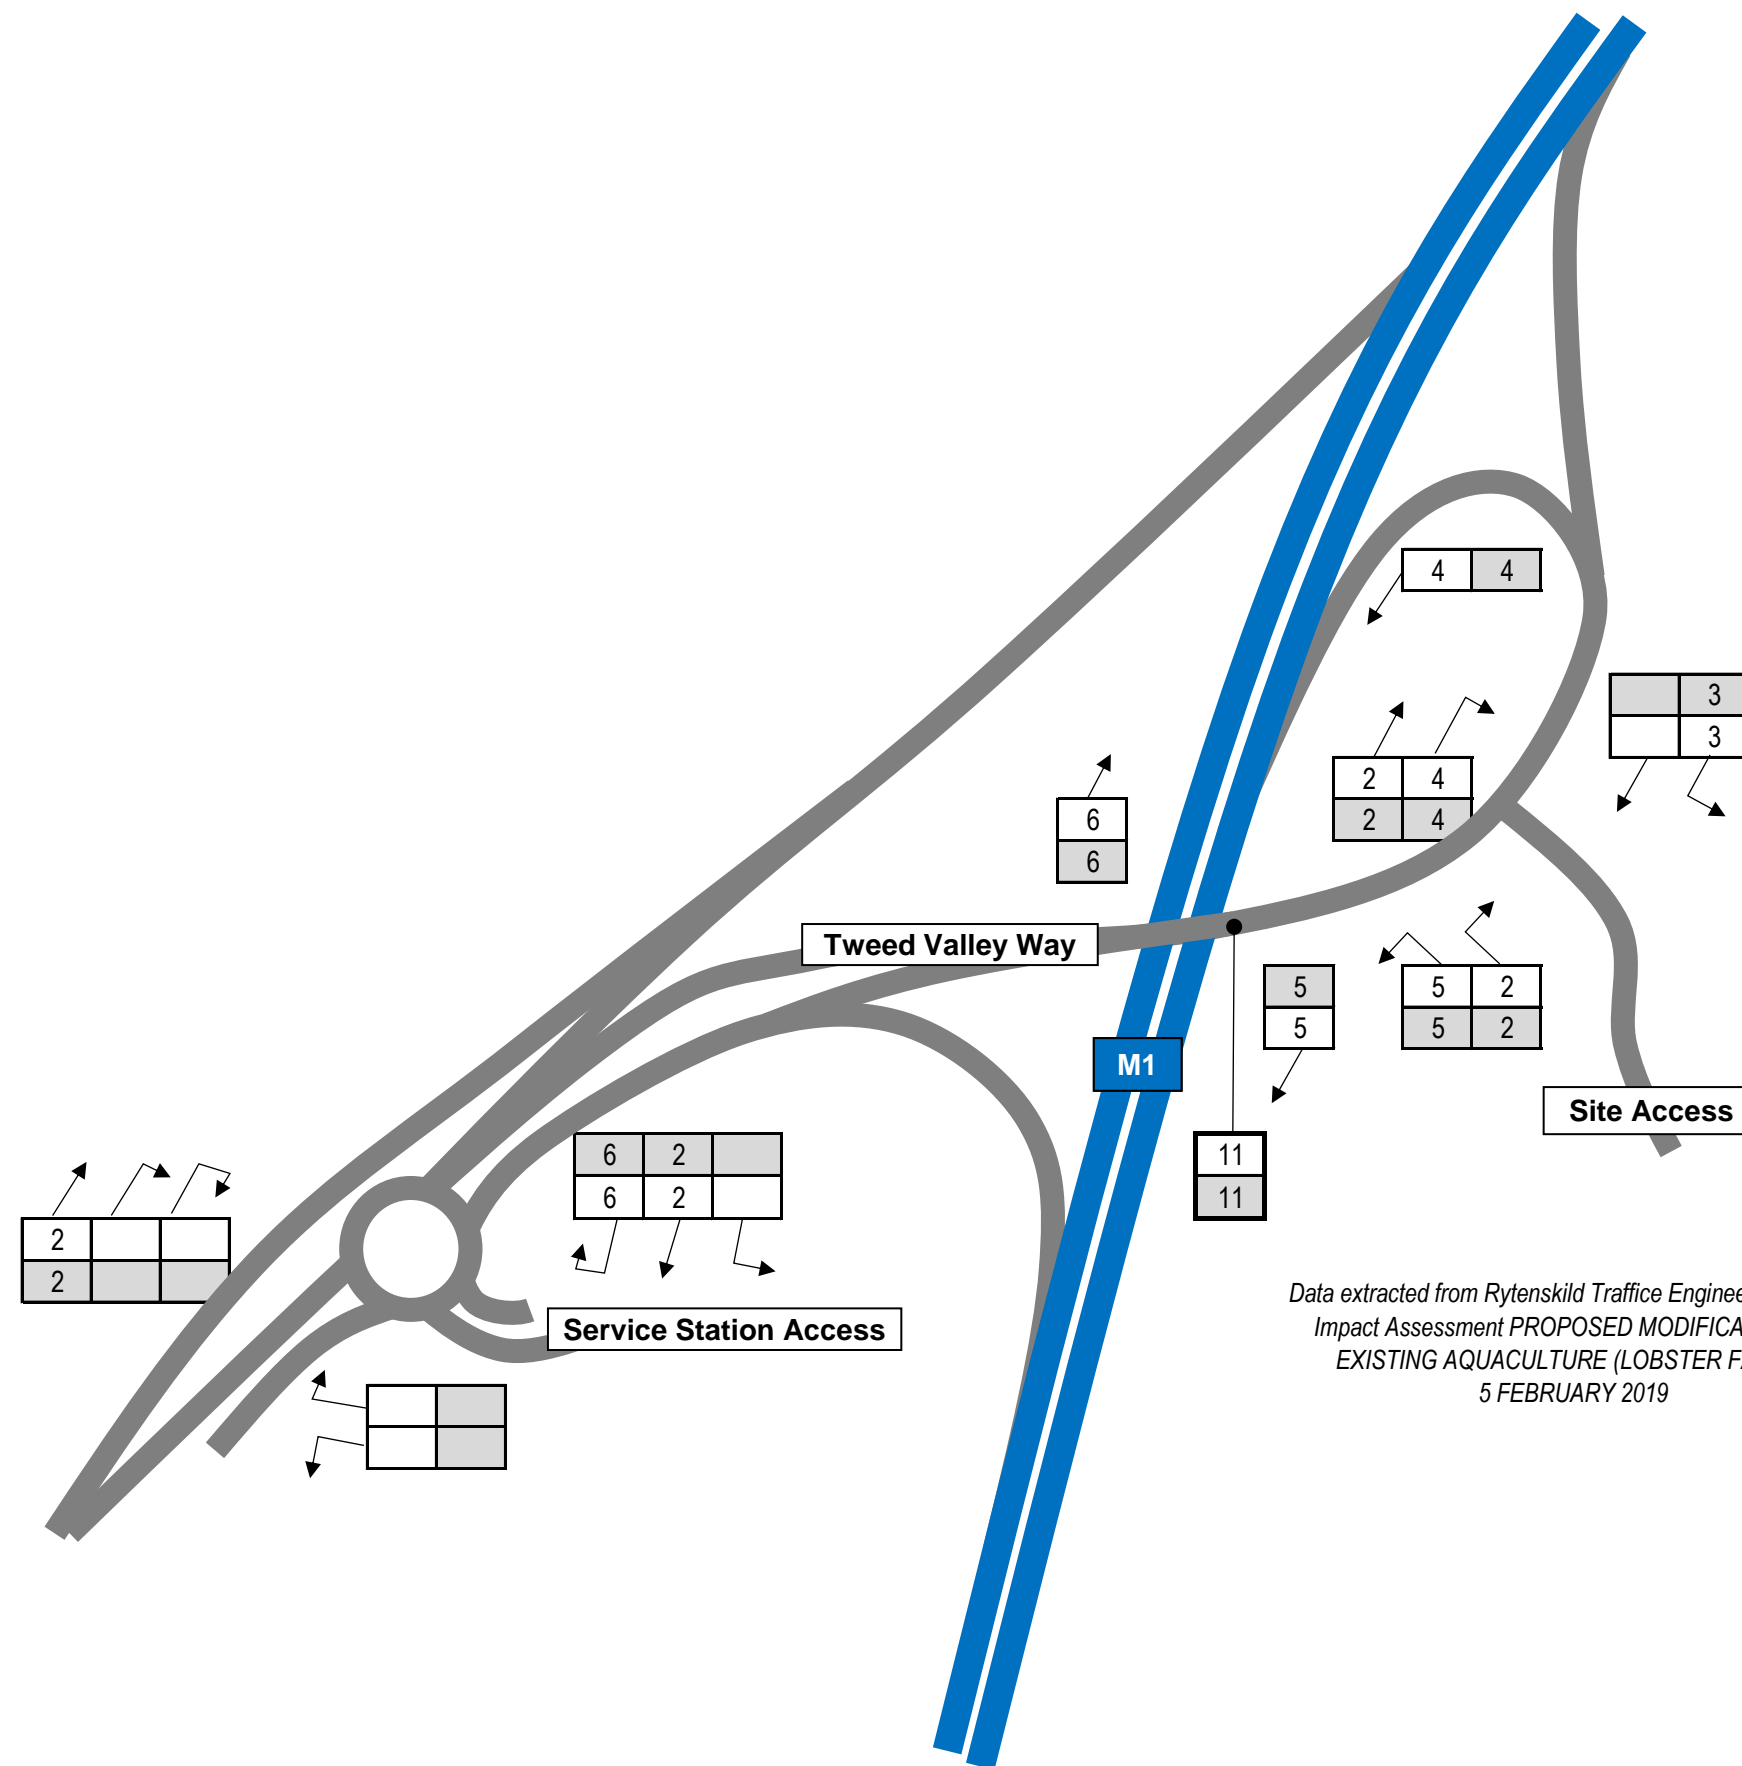 4 4
3
3
2 4
2 4
6
6
Tweed Valley Way
5
5
5 2
5 2
M1
Site Access
6 2
6 2
11
11
2
2
Service Station Access
Data extracted from Rytenskild Traffice Enginee
Impact Assessment PROPOSED MODIFICA
EXISTING AQUACULTURE (LOBSTER FA
5 FEBRUARY 2019